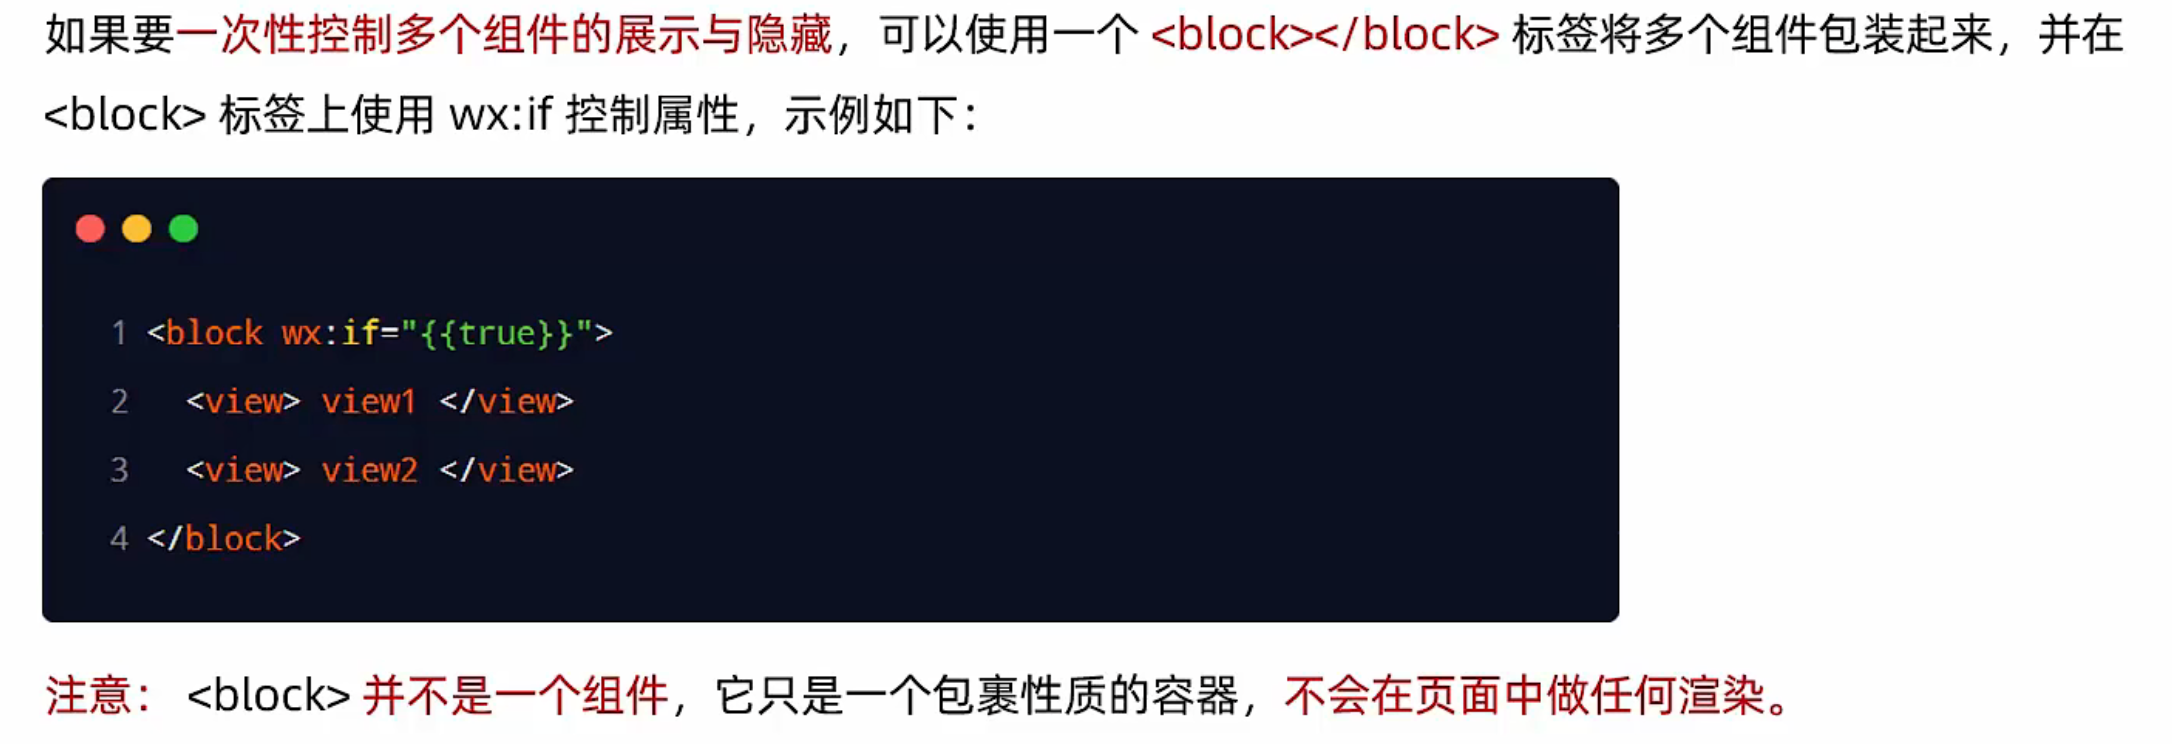 如果要一次性控制多个组件的展示与隐藏，可以使用一个 <block></block> 标签将多个组件包装起来，并在
<block> 标签上使用 wx:if 控制属性，示例如下：
1 <block wx:if="{{true}}">
2   <view> view1 </view>
3   <view> view2 </view>
4 </block>
注意： <block> 并不是一个组件，它只是一个包裹性质的容器，不会在页面中做任何渲染。